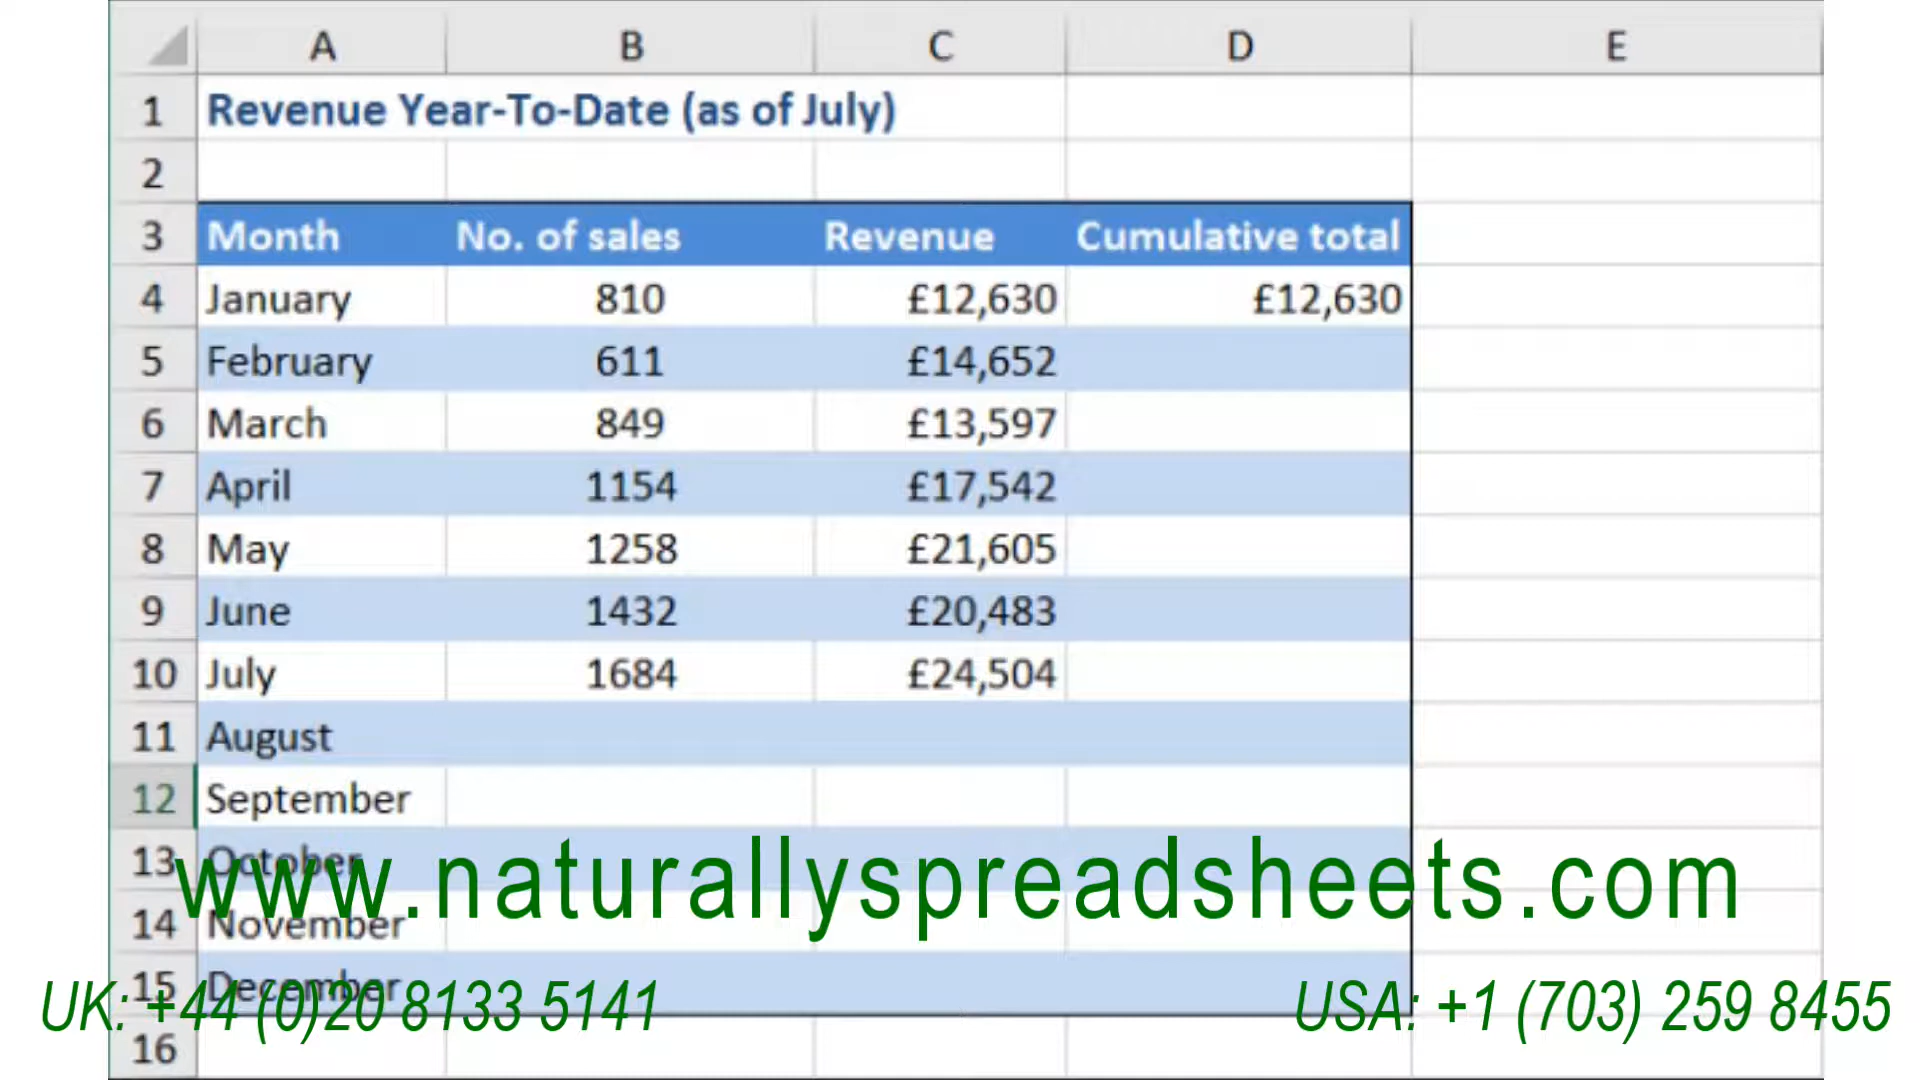 A B C D E
1 Revenue Year-To-Date (as of July)
2
3 Month No. of sales Revenue Cumulative total
4 January 810 £12,630 £12,630
5 February 611 £14,652
6 March 849 £13,597
7 April 1154 £17,542
8 May 1258 £21,605
9 June 1432 £20,483
10 July 1684 £24,504
11 August
12 September
13 October
www.naturallyspreadsheets.com
14 November
15 December
UK: +44 (0)20 8133 5141 USA: +1 (703) 259 8455
16